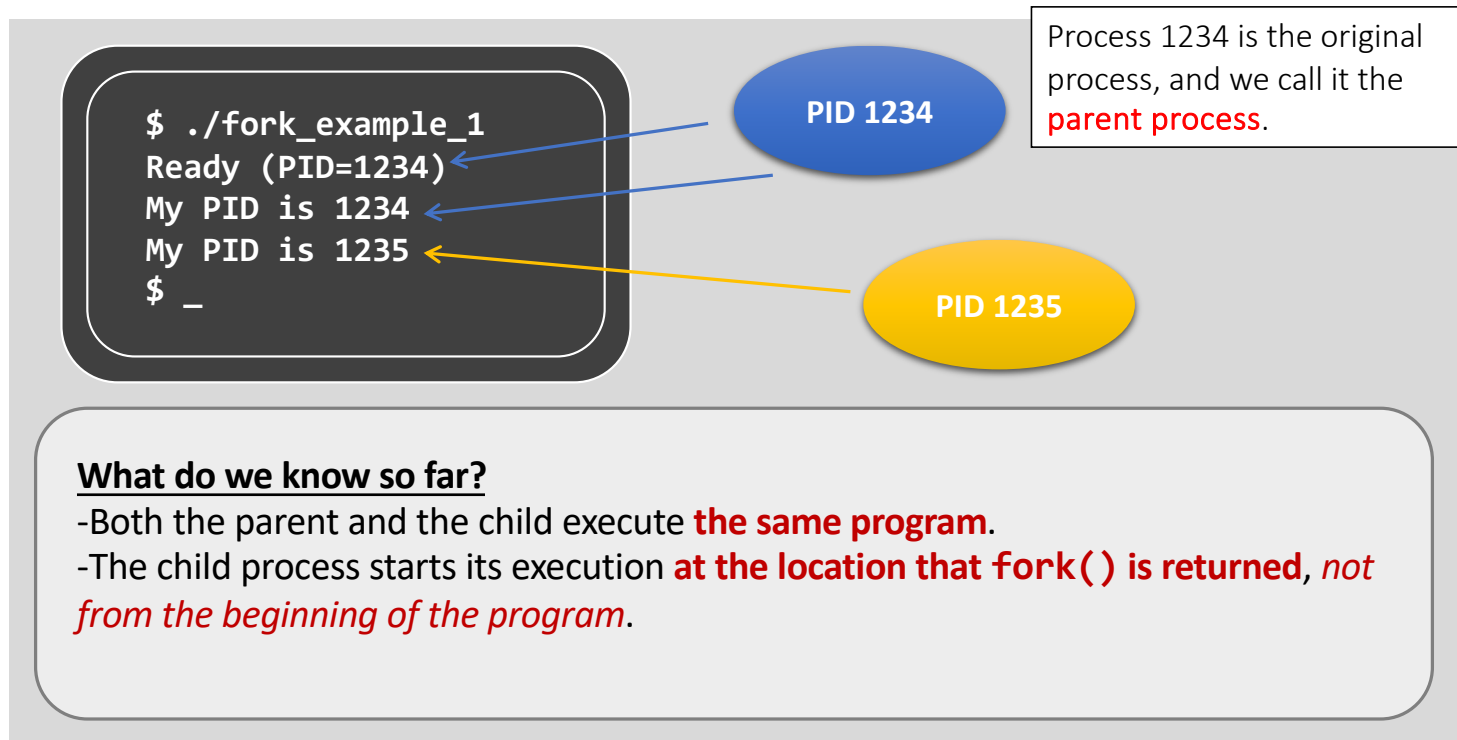 Process 1234 is the original
process, and we call it the
parent process.
$ ./fork_example_1
Ready (PID=1234)
My PID is 1234
My PID is 1235
$ _
PID 1234
PID 1235
What do we know so far?
-Both the parent and the child execute the same program.
-The child process starts its execution at the location that fork() is returned, not
from the beginning of the program.